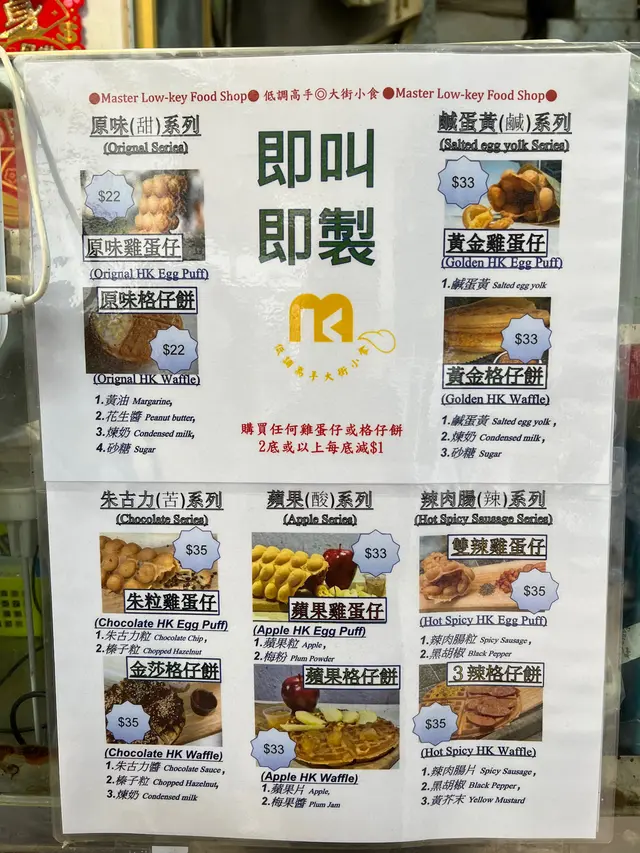 ●Master Low-key Food Shop● 低調高手◎大街小食 ●Master Low-key Food Shop●
原味(甜)系列
(Orignal Series)
$22
原味雞蛋仔
(Orignal HK Egg Puff)
原味格仔餅
$22
(Orignal HK Waffle)
1.黃油 Margarine,
2.花生醬 Peanut butter,
3.煉奶 Condensed milk,
4.砂糖 Sugar
即叫
即製
低調高手大街小食
購買任何雞蛋仔或格仔餅
2底或以上每底減$1
鹹蛋黃(鹹)系列
(Salted egg yolk Series)
$33
黃金雞蛋仔
(Golden HK Egg Puff)
1.鹹蛋黃 Salted egg yolk
$33
黃金格仔餅
(Golden HK Waffle)
1.鹹蛋黃 Salted egg yolk,
2.煉奶 Condensed milk,
3.砂糖 Sugar
朱古力(苦)系列
(Chocolate Series)
$35
朱粒雞蛋仔
(Chocolate HK Egg Puff)
1.朱古力粒 Chocolate Chip,
2.榛子粒 Chopped Hazelnut
金莎格仔餅
$35
(Chocolate HK Waffle)
1.朱古力醬 Chocolate Sauce,
2.榛子粒 Chopped Hazelnut,
3.煉奶 Condensed milk
蘋果(酸)系列
(Apple Series)
$33
蘋果雞蛋仔
(Apple HK Egg Puff)
1.蘋果粒 Apple,
2.梅粉 Plum Powder
蘋果格仔餅
$33
(Apple HK Waffle)
1.蘋果片 Apple,
2.梅果醬 Plum Jam
辣肉腸(辣)系列
(Hot Spicy Sausage Series)
雙辣雞蛋仔
$35
(Hot Spicy HK Egg Puff)
1.辣肉腸粒 Spicy Sausage,
2.黑胡椒 Black Pepper
3辣格仔餅
$35
(Hot Spicy HK Waffle)
1.辣肉腸片 Spicy Sausage,
2.黑胡椒 Black Pepper,
3.黃芥末 Yellow Mustard